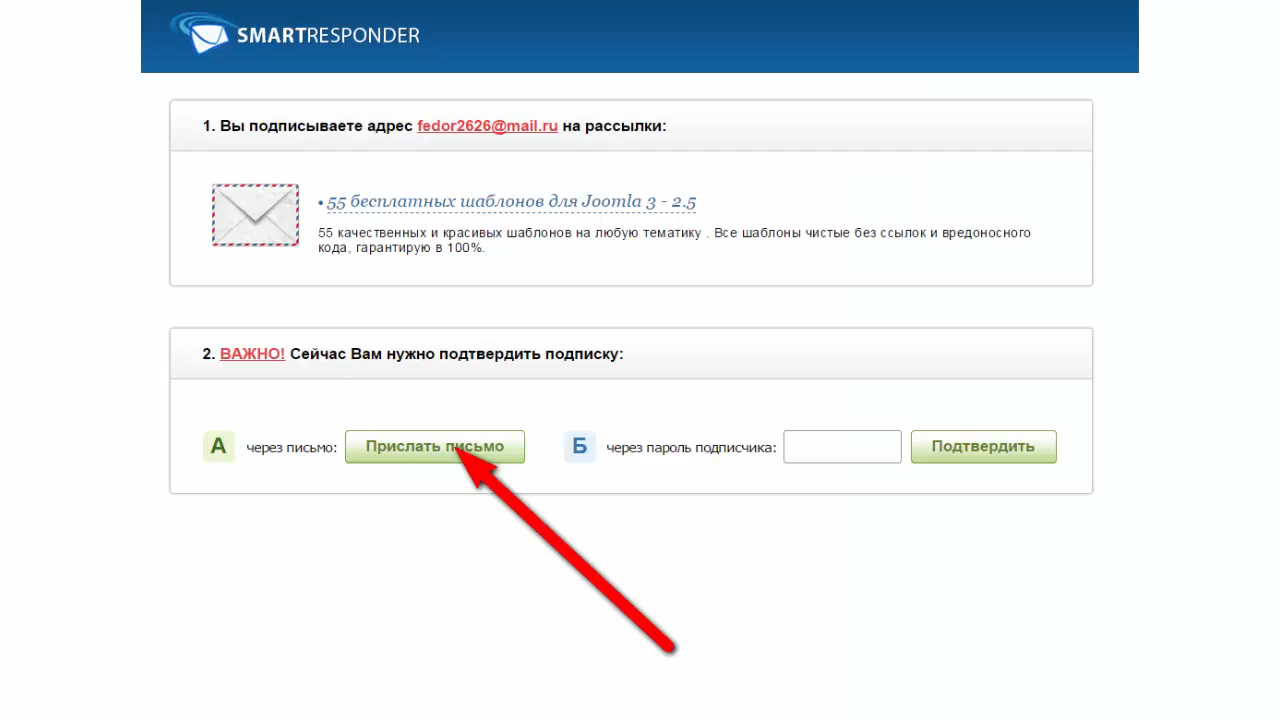 SMARTRESPONDER
1. Вы подписываете адрес fedor2626@mail.ru на рассылки:
• 55 бесплатных шаблонов для Joomla 3 - 2.5
55 качественных и красивых шаблонов на любую тематику . Все шаблоны чистые без ссылок и вредоносного
кода, гарантирую в 100%.
2. ВАЖНО! Сейчас Вам нужно подтвердить подписку:
А через письмо: Прислать письмо Б через пароль подписчика: Подтвердить